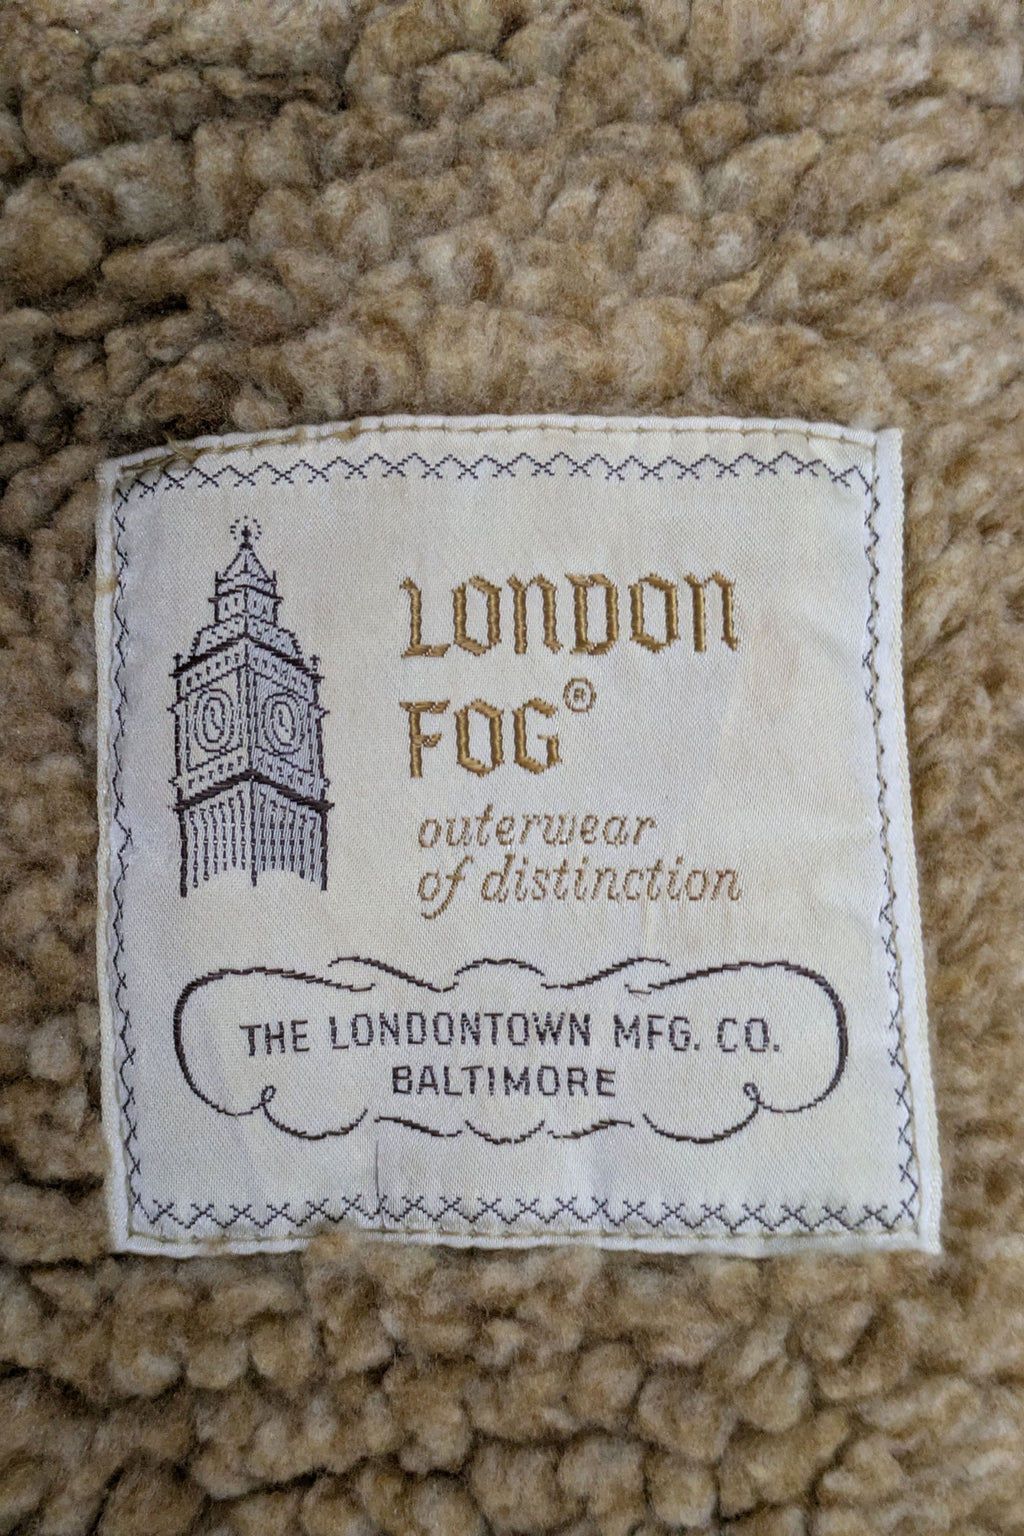 LONDON
FOG®
outerwear
of distinction
THE LONDONTOWN MFG. CO.
BALTIMORE